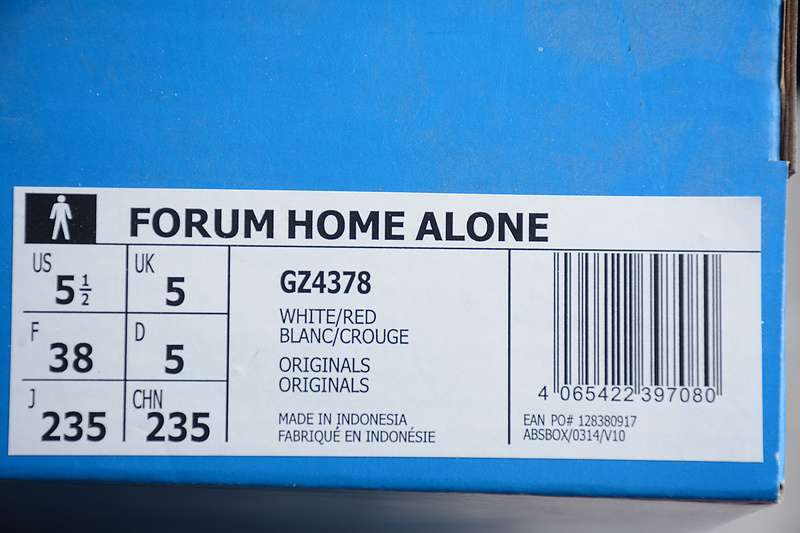 FORUM HOME ALONE
US 5 1/2
UK 5
F 38
D 5
J 235
CHN 235
GZ4378
WHITE/RED
BLANC/CROUGE
ORIGINALS
ORIGINALS
MADE IN INDONESIA
FABRIQUÉ EN INDONÉSIE
4 065422 397080
EAN PO# 128380917
ABSBOX/0314/V10